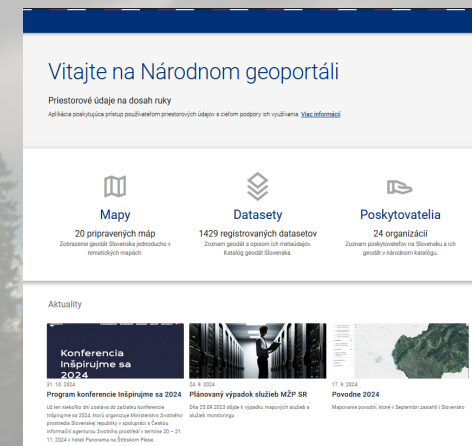 Vitajte na Národnom geoportáli
Priestorové údaje na dosah ruky
Aplikácia poskytujúca prístup používateľom priestorových údajov s cieľom podpory ich využívania. Viac informácií
Mapy
20 pripravených máp
Zobrazenie geodát Slovenska jednoducho v
tematických mapách.
Datasety
1429 registrovaných datasetov
Zoznam geodát s opisom ich metaúdajov.
Katalóg geodát Slovenska.
Poskytovatelia
24 organizácií
Zoznam poskytovateľov na Slovensku a ich
geodát v národnom katalógu.
Aktuality
Konferencia
Inšpirujme sa
2024
31. 10. 2024
Program konferencie Inšpirujme sa 2024
Už len niekoľko dní zostáva do začiatku konferencie
Inšpirujme sa 2024, ktorú organizuje Ministerstvo životného
prostredia Slovenskej republiky v spolupráci s Českou
informační agenturou životního prostředí v termíne 20. – 21.
11. 2024 v hoteli Panorama na Štrbskom Plese.
24. 9. 2024
Plánovaný výpadok služieb MŽP SR
Dňa 25.09.2023 dôjde k výpadku mapových služieb a
služieb monitoringu.
17. 9. 2024
Povodne 2024
Mapovanie povodní, ktoré v Septembri zasiahli i Slovensko